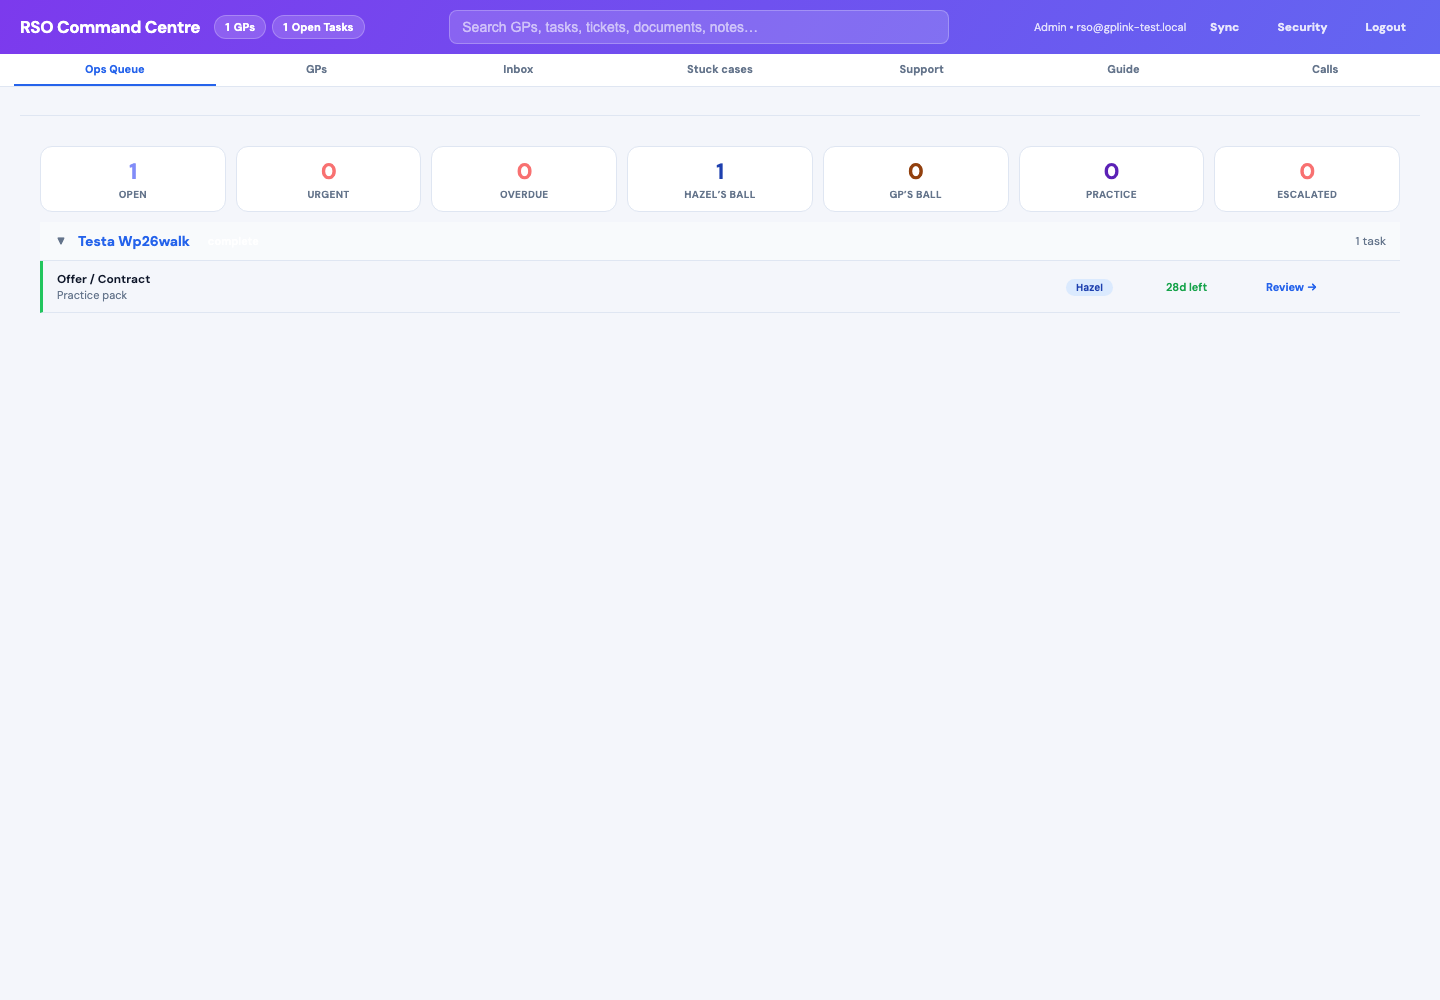 RSO Command Centre
1 GPs
1 Open Tasks
Search GPs, tasks, tickets, documents, notes…
Admin • rso@gplink-test.local
Sync
Security
Logout
Ops Queue
GPs
Inbox
Stuck cases
Support
Guide
Calls
1
OPEN
0
URGENT
0
OVERDUE
1
HAZEL’S BALL
0
GP’S BALL
0
PRACTICE
0
ESCALATED
▼ Testa Wp26walk
1 task
Offer / Contract
Practice pack
Hazel
28d left
Review →